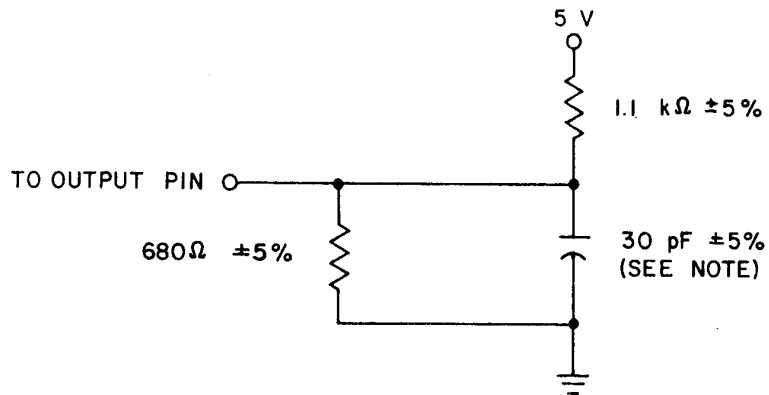 5 V
1.1 kΩ ±5%
TO OUTPUT PIN
680Ω ±5%
30 pF ±5%
(SEE NOTE)